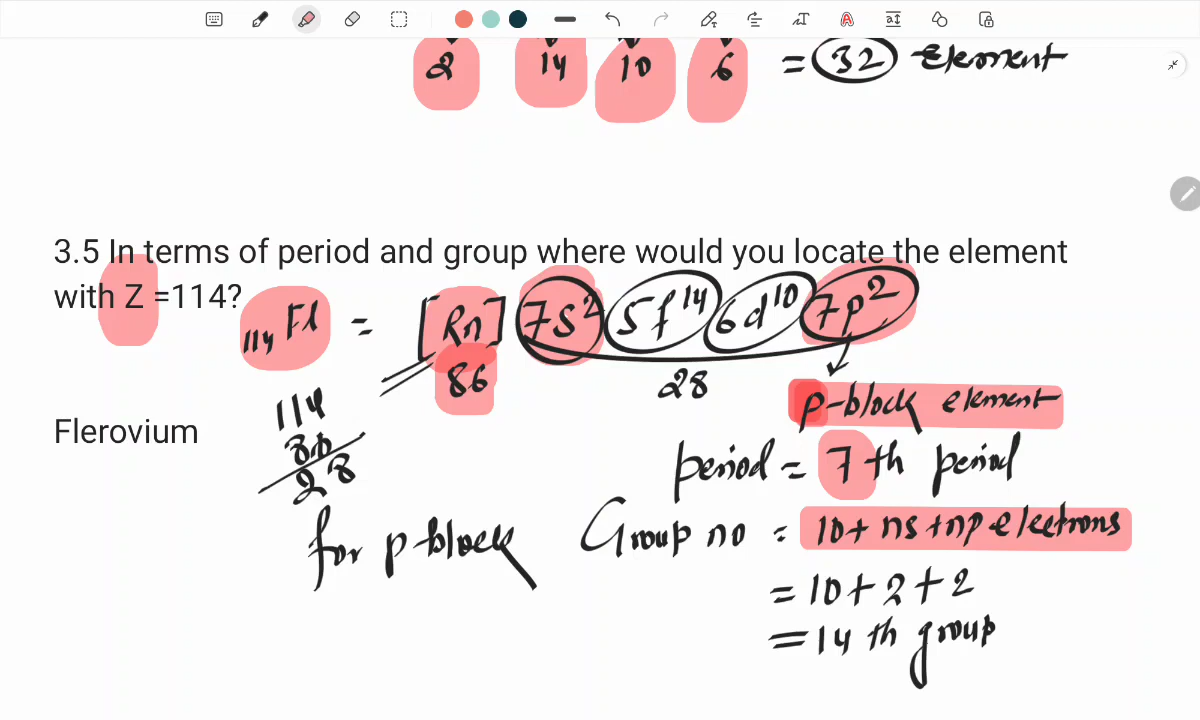 2 14 10 6 = 32 Element
3.5 In terms of period and group where would you locate the element
with Z =114?
₁₁₄Fl = [Rn] 7s² 5f¹⁴ 6d¹⁰ 7p²
86 28
114
86
28
p-block element
Flerovium
period = 7th period
for p-block Group no = 10+ ns+np electrons
= 10+2+2
= 14th group